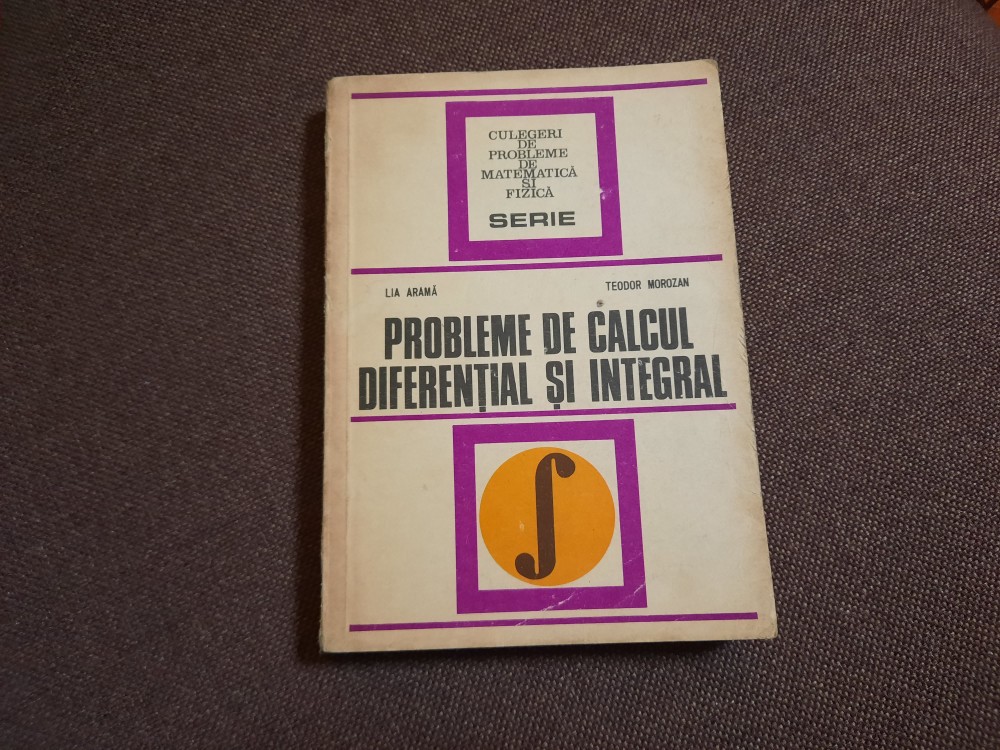 CULEGERI
DE
PROBLEME
DE
MATEMATICĂ
ȘI
FIZICĂ
SERIE
LIA ARAMĂ TEODOR MOROZAN
PROBLEME DE CALCUL
DIFERENȚIAL ȘI INTEGRAL
∫